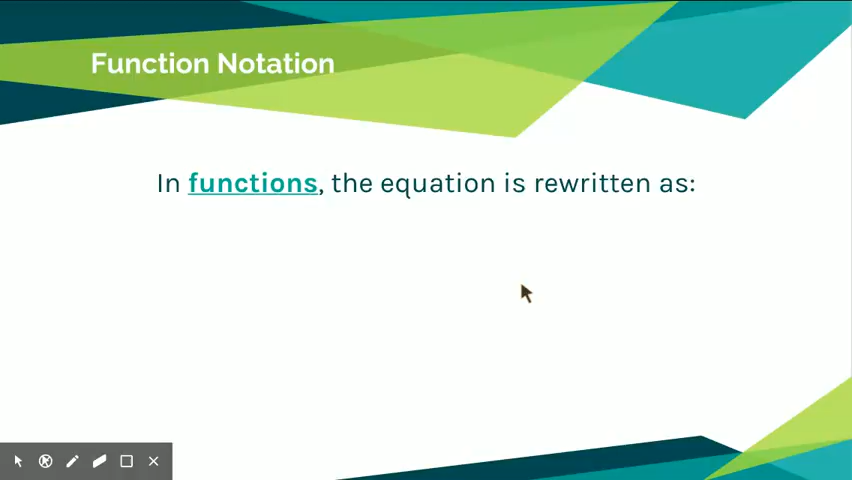 Function Notation
In functions, the equation is rewritten as: